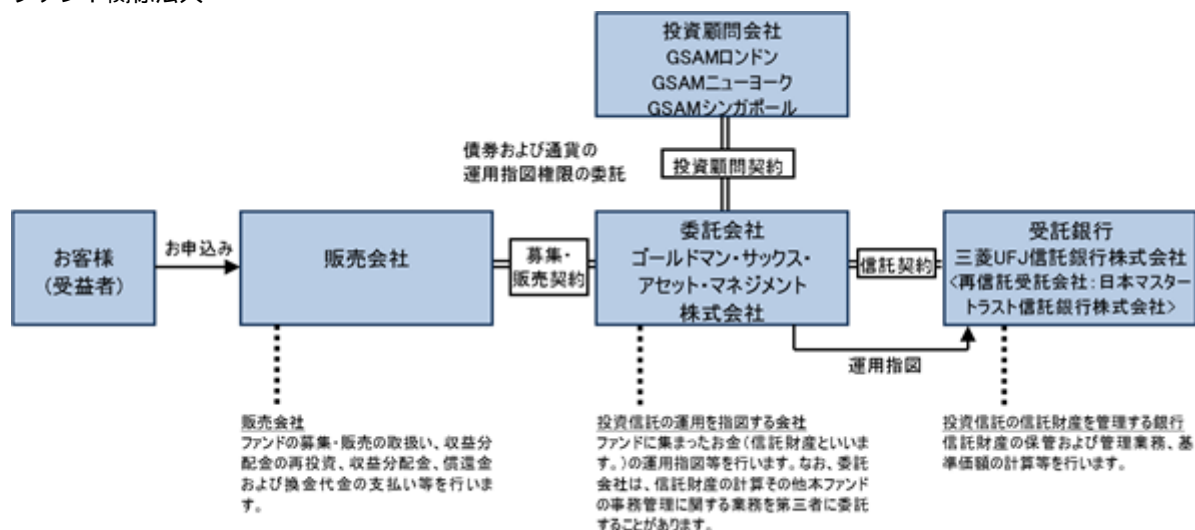 投資顧問会社
GSAMロンドン
GSAMニューヨーク
GSAMシンガポール
債券および通貨の
運用指図権限の委託
投資顧問契約
お客様
(受益者)
お申込み
販売会社
募集・
販売契約
委託会社
ゴールドマン・サックス・
アセット・マネジメント
株式会社
信託契約
受託銀行
三菱UFJ信託銀行株式会社
<再信託受託会社:日本マスター
トラスト信託銀行株式会社>
運用指図
販売会社
ファンドの募集・販売の取扱い、収益分
配金の再投資、収益分配金、償還金
および換金代金の支払い等を行いま
す。
投資信託の運用を指図する会社
ファンドに集まったお金(信託財産といいま
す。)の運用指図等を行います。なお、委託
会社は、信託財産の計算その他本ファンド
の事務管理に関する業務を第三者に委託
することがあります。
投資信託の信託財産を管理する銀行
信託財産の保管および管理業務、基
準価額の計算等を行います。